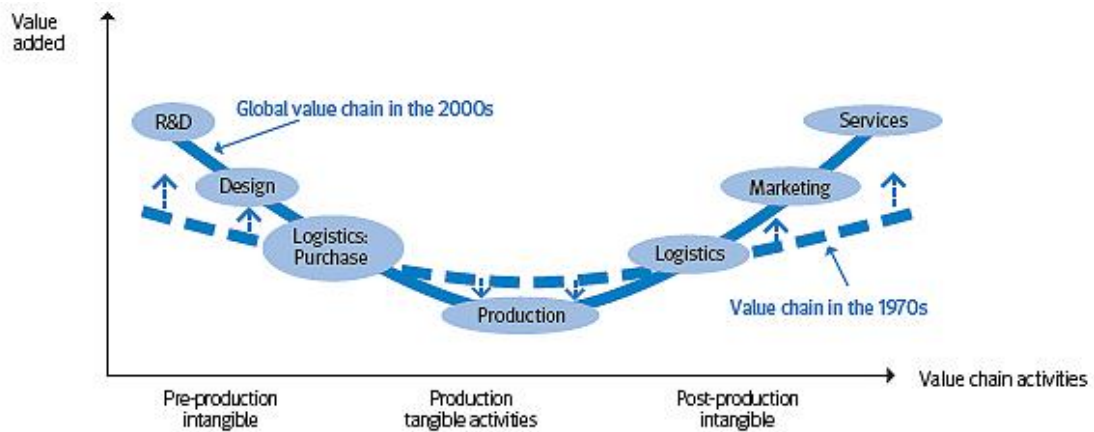 Value
added
Global value chain in the 2000s
R&D
Services
Design
Marketing
Logistics:
Purchase
Logistics
Production
Value chain in the 1970s
Value chain activities
Pre-production
intangible
Production
tangible activities
Post-production
intangible